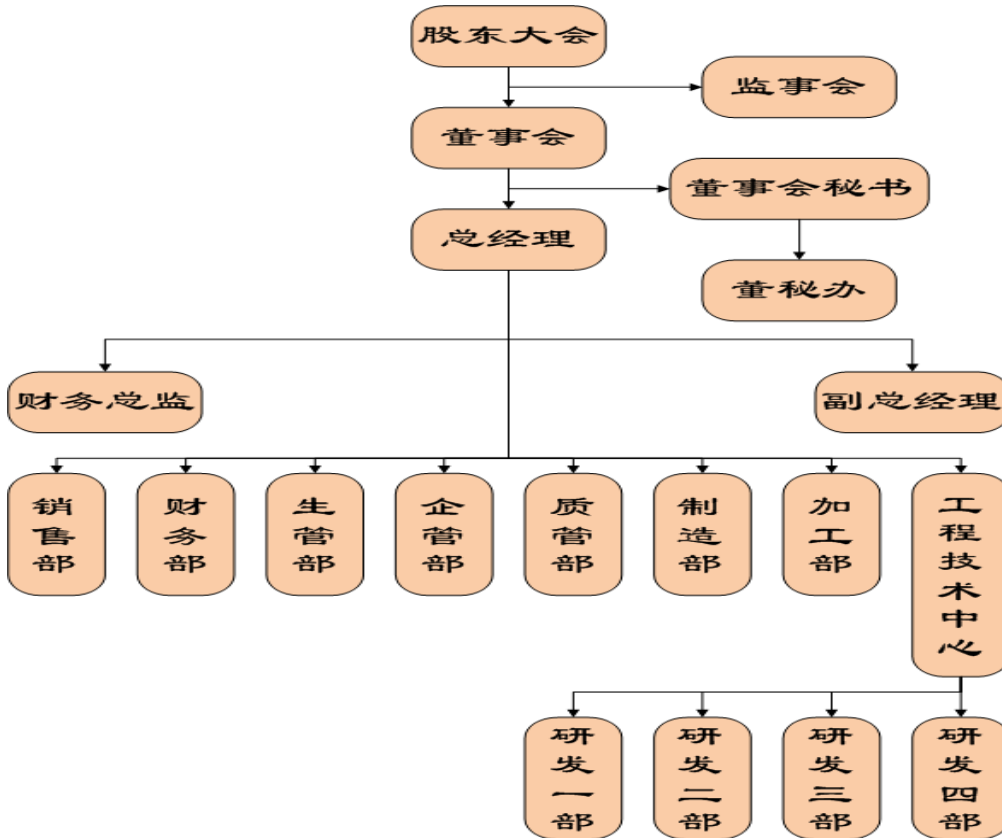 股东大会
监事会
董事会
董事会秘书
总经理
董秘办
财务总监
副总经理
销售部
财务部
生管部
企管部
质管部
制造部
加工部
工程技术中心
研发一部
研发二部
研发三部
研发四部